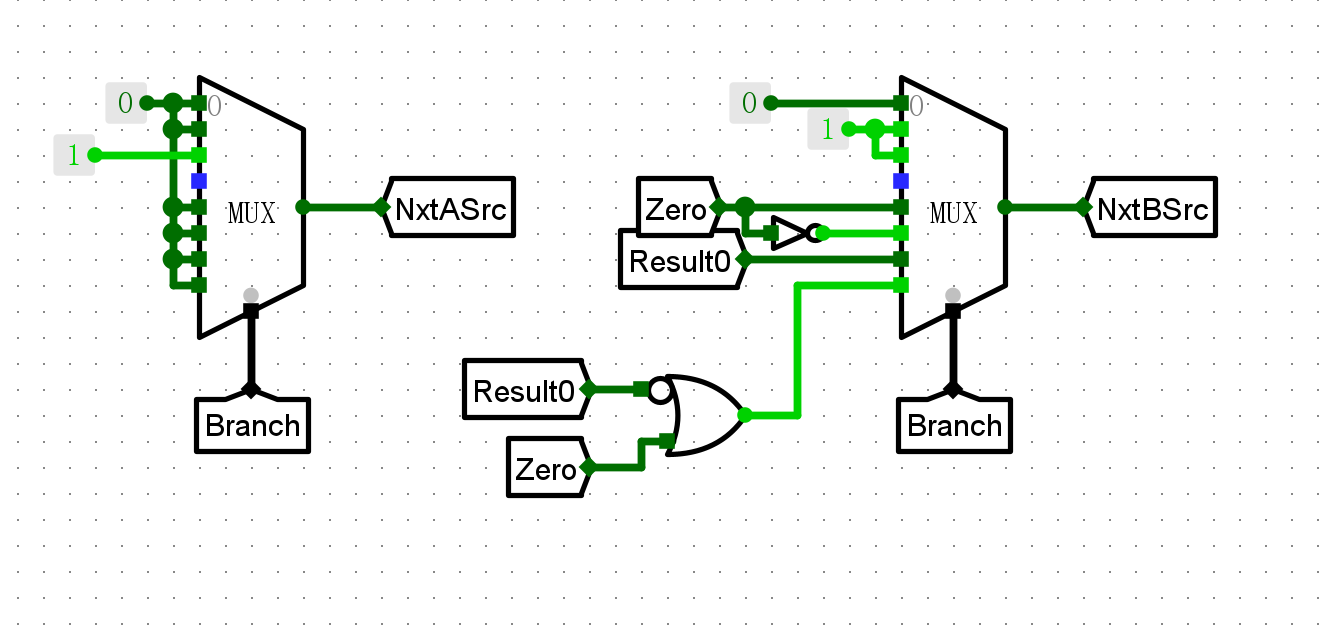 0
0
1
MUX
NxtASrc
Branch
0
0
1
Zero
Result0
MUX
NxtBSrc
Result0
Zero
Branch